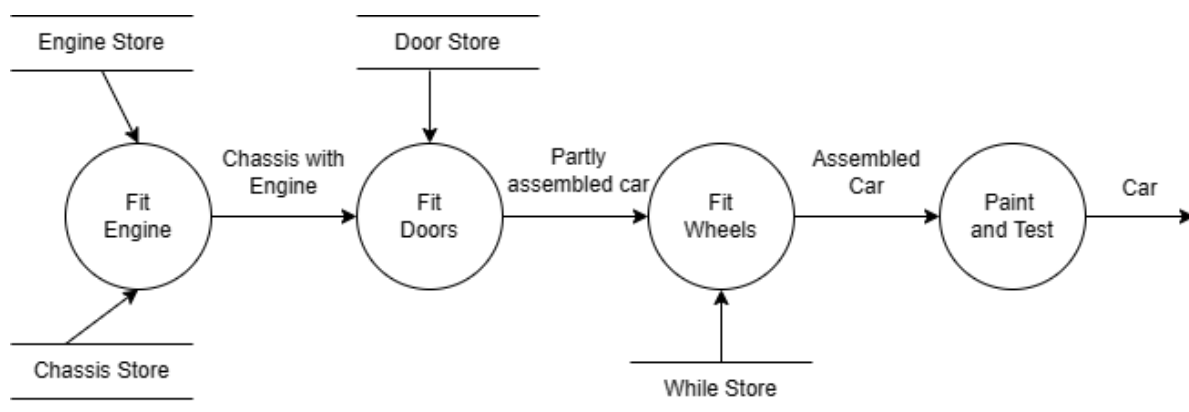 Engine Store
Door Store
Chassis with
Engine
Partly
assembled car
Assembled
Car
Car
Fit
Engine
Fit
Doors
Fit
Wheels
Paint
and Test
Chassis Store
While Store